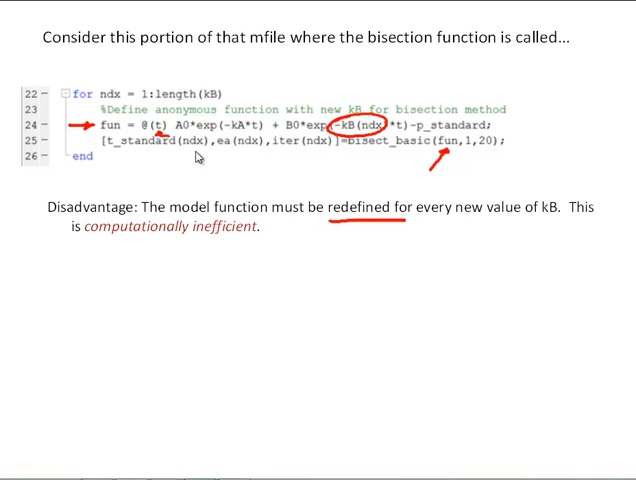 Consider this portion of that mfile where the bisection function is called...
22 - for ndx = 1:length(kB)
23 %Define anonymous function with new kB for bisection method
24 - fun = @(t) A0*exp(-kA*t) + B0*exp(-kB(ndx)*t)-p_standard;
25 - [t_standard(ndx),ea(ndx),iter(ndx)]=bisect_basic(fun,1,20);
26 - end
Disadvantage: The model function must be redefined for every new value of kB. This
is computationally inefficient.